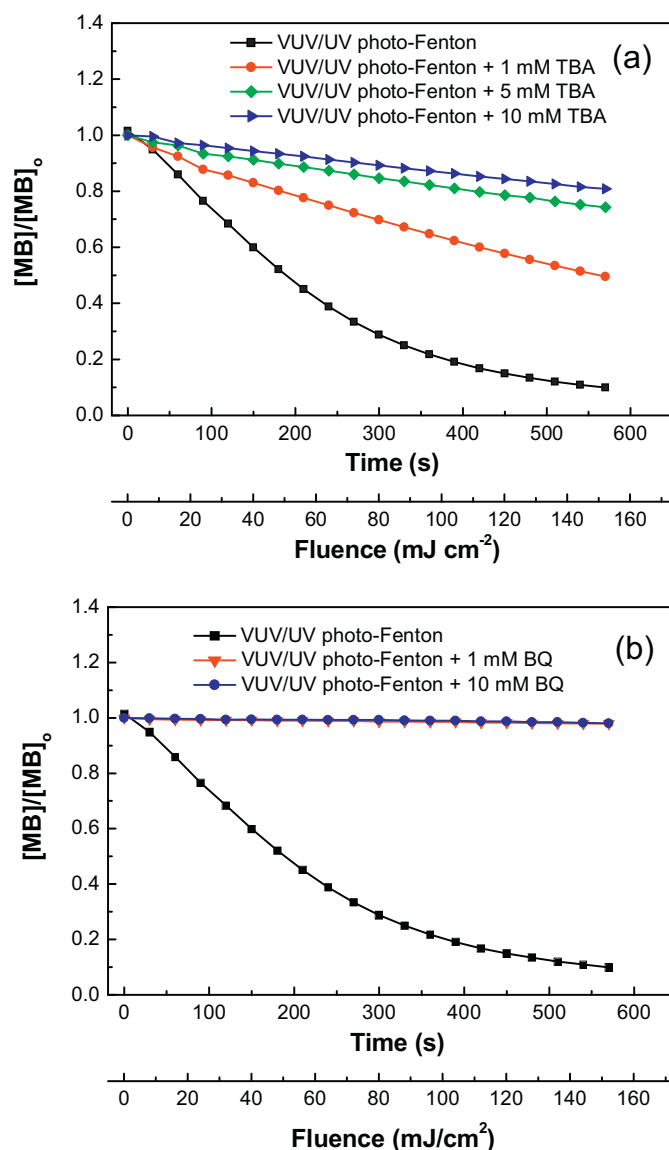 (a)
VUV/UV photo-Fenton
VUV/UV photo-Fenton + 1 mM TBA
VUV/UV photo-Fenton + 5 mM TBA
VUV/UV photo-Fenton + 10 mM TBA
[MB]/[MB]o
1.4
1.2
1.0
0.8
0.6
0.4
0.2
0.0
0 100 200 300 400 500 600
Time (s)
0 20 40 60 80 100 120 140 160
Fluence (mJ cm-2)
(b)
VUV/UV photo-Fenton
VUV/UV photo-Fenton + 1 mM BQ
VUV/UV photo-Fenton + 10 mM BQ
[MB]/[MB]o
1.4
1.2
1.0
0.8
0.6
0.4
0.2
0.0
0 100 200 300 400 500 600
Time (s)
0 20 40 60 80 100 120 140 160
Fluence (mJ/cm2)